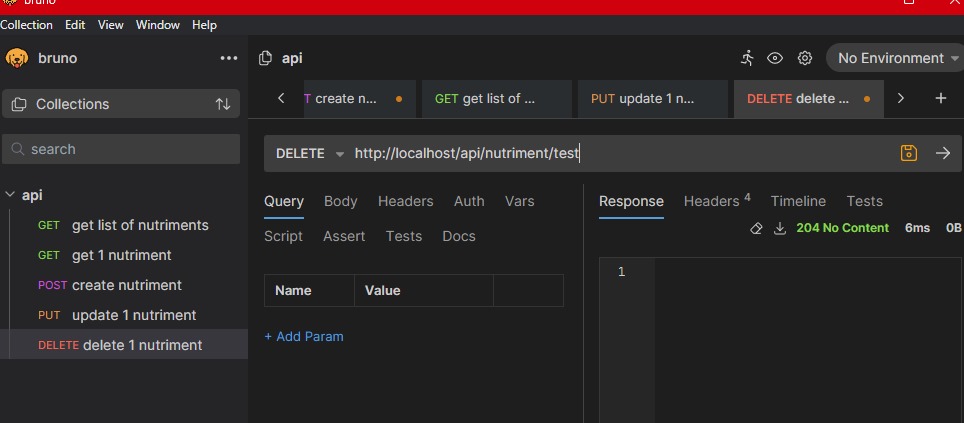 bruno
Collection Edit View Window Help
bruno ...
api
No Environment
Collections
T create n...
GET get list of ...
PUT update 1 n...
DELETE delete ...
search
DELETE http://localhost/api/nutriment/test
api
GET get list of nutriments
GET get 1 nutriment
POST create nutriment
PUT update 1 nutriment
DELETE delete 1 nutriment
Query Body Headers Auth Vars
Script Assert Tests Docs
Name Value
+ Add Param
Response Headers 4 Timeline Tests
204 No Content 6ms 0B
1